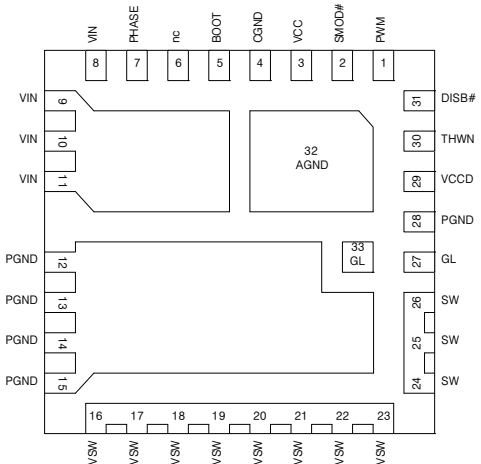 VIN PHASE nc BOOT CGND VCC SMOD# PWM
8 7 6 5 4 3 2 1
VIN 9
31 DISB#
VIN 10
30 THWN
32
AGND
VIN 11
29 VCCD
28 PGND
33
GL
PGND 12
27 GL
PGND 13
26 SW
PGND 14
25 SW
PGND 15
24 SW
16 17 18 19 20 21 22 23
VSW VSW VSW VSW VSW VSW VSW VSW